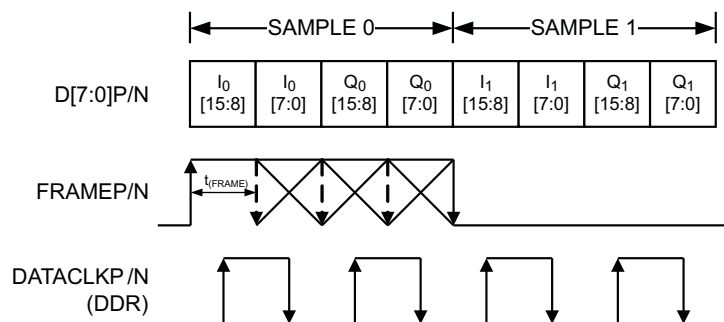 SAMPLE 0 SAMPLE 1
D[7:0]P/N I0 I0 Q0 Q0 I1 I1 Q1 Q1
[15:8] [7:0] [15:8] [7:0] [15:8] [7:0] [15:8] [7:0]
t(FRAME)
FRAMEP/N
DATACLKP/N
(DDR)